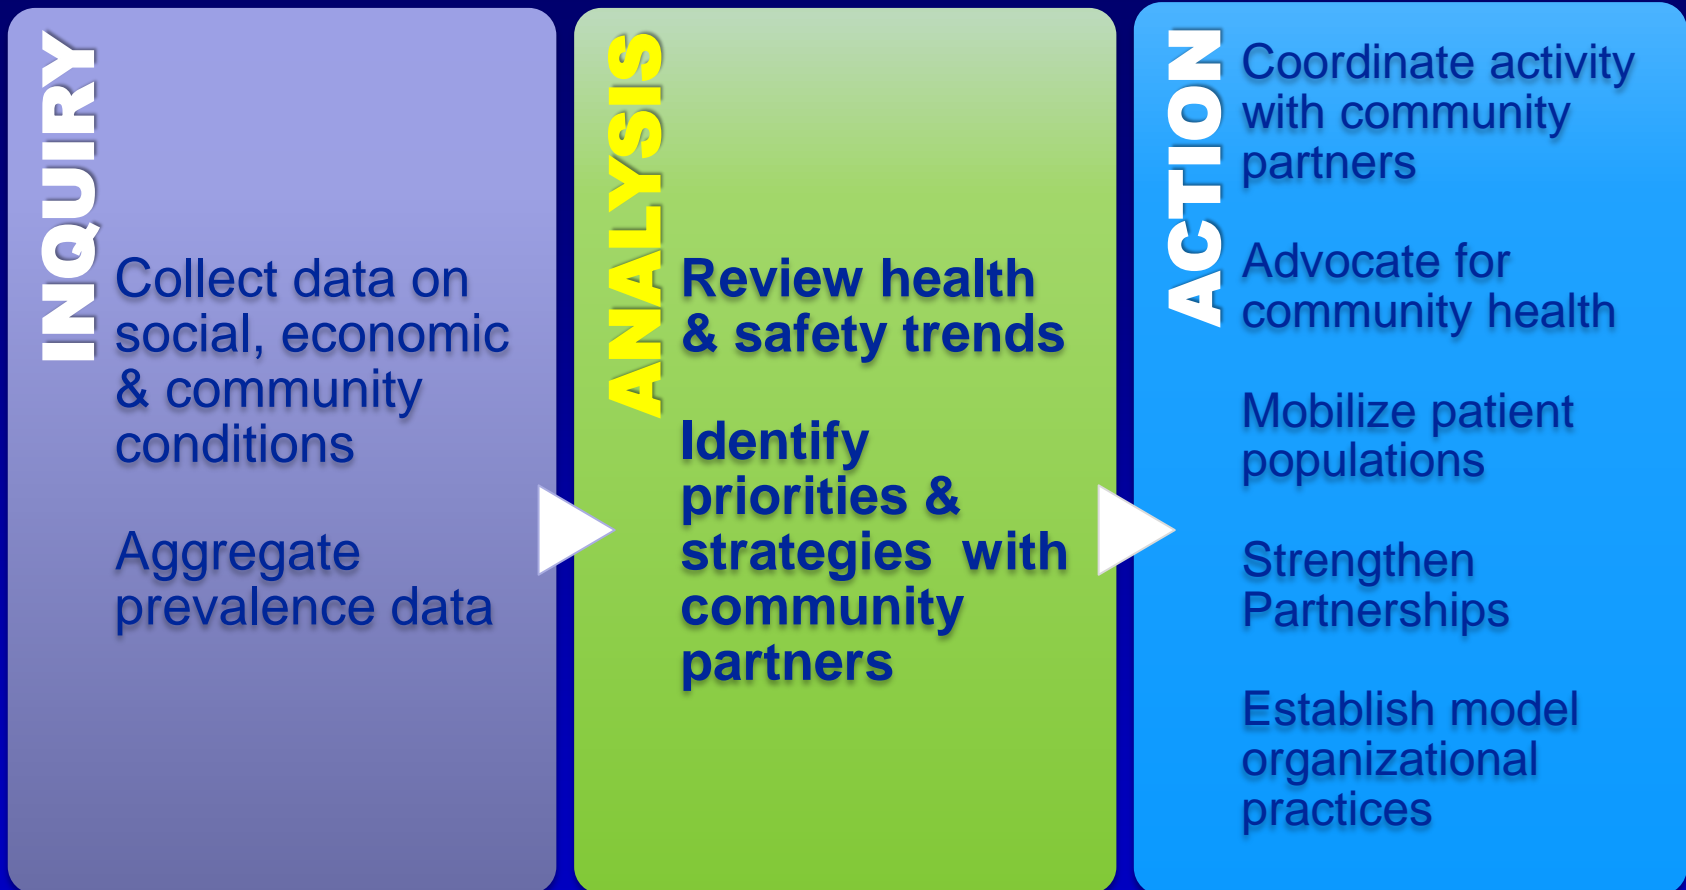 INQUIRY
Collect data on
social, economic
& community
conditions
Aggregate
prevalence data
ANALYSIS
Review health
& safety trends
Identify
priorities &
strategies  with
community
partners
ACTION
Coordinate activity
with community
partners
Advocate for
community health
Mobilize patient
populations
Strengthen
Partnerships
Establish model
organizational
practices